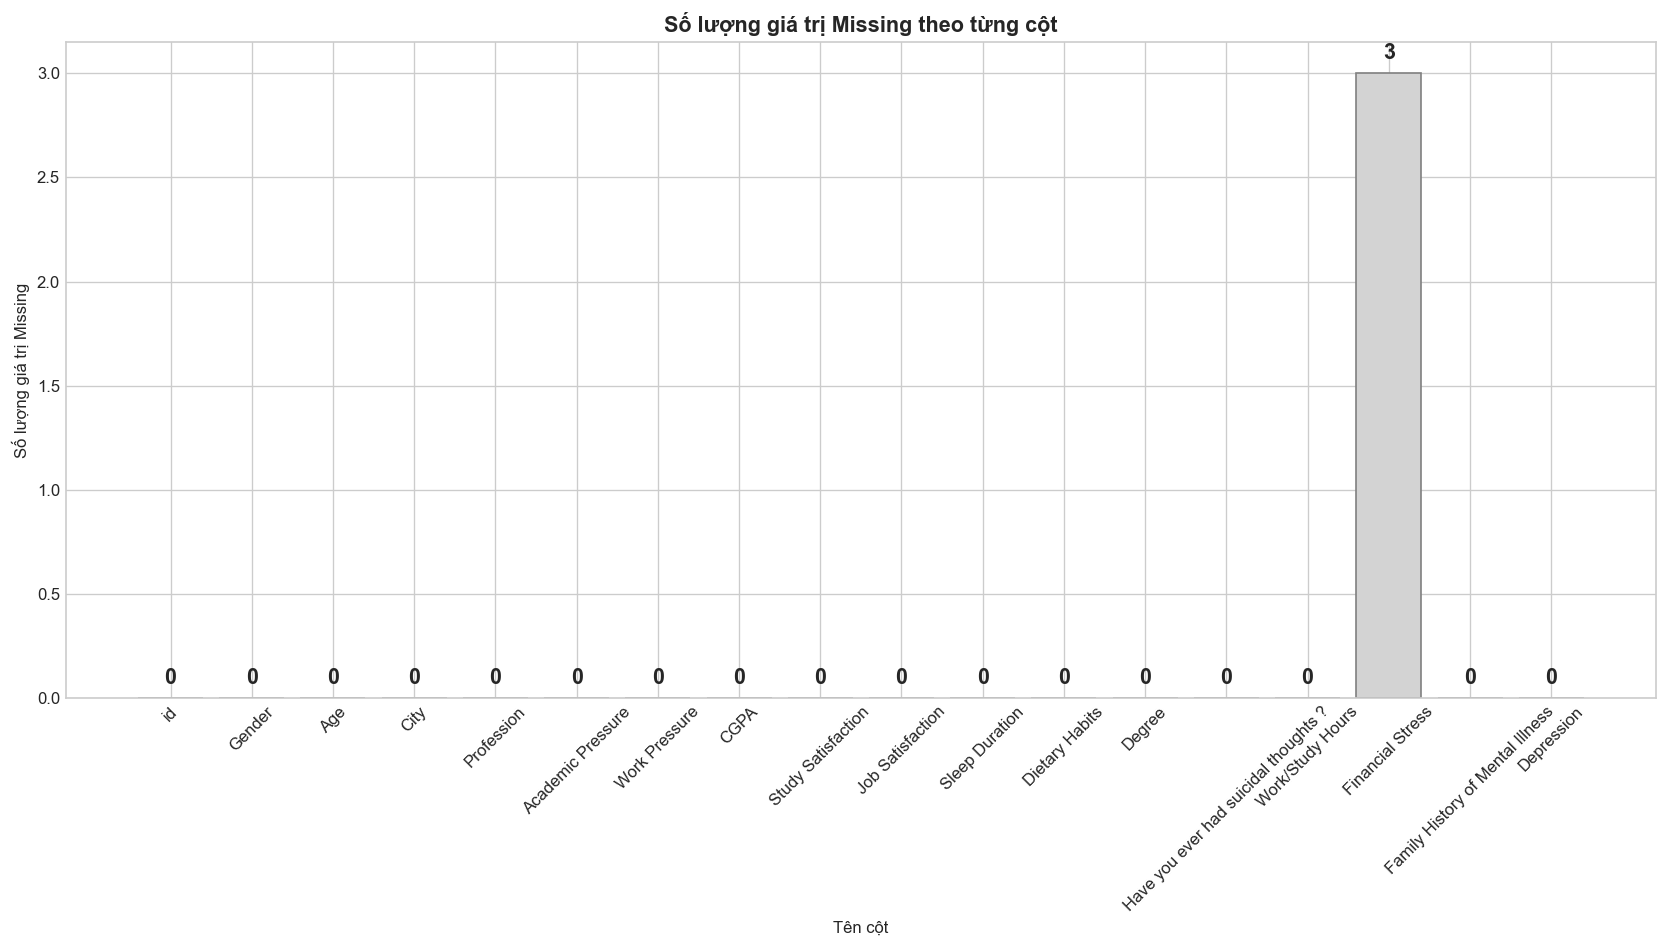 Số lượng giá trị Missing theo từng cột
Số lượng giá trị Missing
3.0
2.5
2.0
1.5
1.0
0.5
0.0
0 0 0 0 0 0 0 0 0 0 0 0 0 0 0 3 0 0
id
Gender
Age
City
Profession
Academic Pressure
Work Pressure
CGPA
Study Satisfaction
Job Satisfaction
Sleep Duration
Dietary Habits
Degree
Have you ever had suicidal thoughts ?
Work/Study Hours
Financial Stress
Family History of Mental Illness
Depression
Tên cột